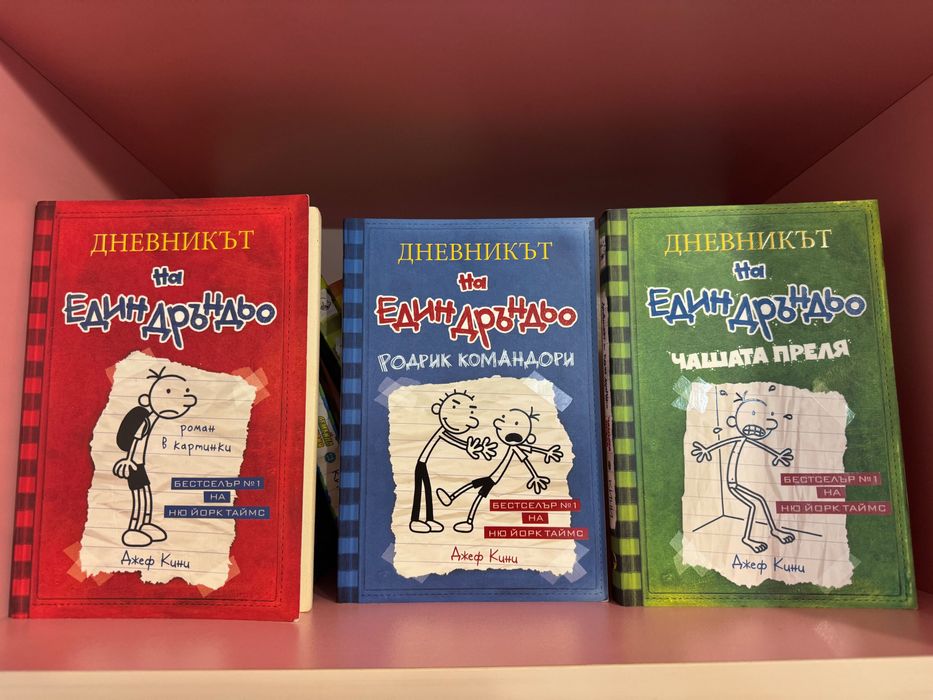 ДНЕВНИКЪТ
на
ЕДИН ДРЪНДЬО
роман
в картинки
БЕСТСЕЛЪР №1
НА
НЮ ЙОРК ТАЙМС
Джеф Кини
ДНЕВНИКЪТ
на
ЕДИН ДРЪНДЬО
РОДРИК КОМАНДОРИ
БЕСТСЕЛЪР №1
НА
НЮ ЙОРК ТАЙМС
Джеф Кини
ДНЕВНИКЪТ
на
ЕДИН ДРЪНДЬО
ЧАШАТА ПРЕЛЯ
БЕСТСЕЛЪР №1
НА
НЮ ЙОРК ТАЙМС
Джеф Кини